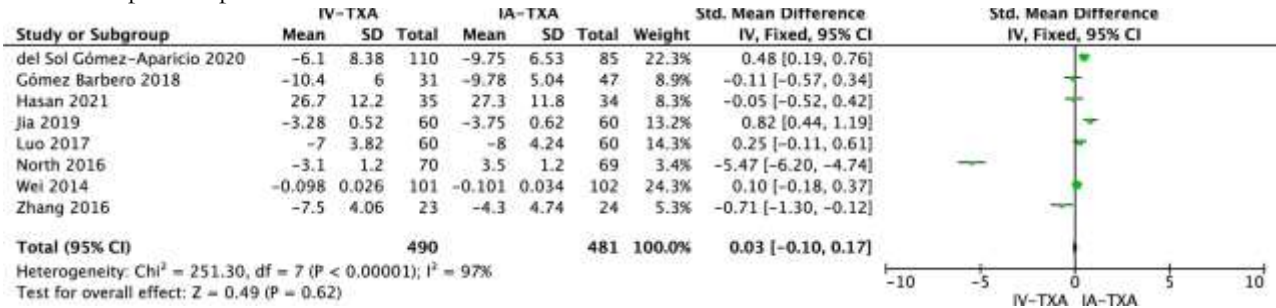 IV-TXA IA-TXA Std. Mean Difference Std. Mean Difference
Study or Subgroup Mean SD Total Mean SD Total Weight IV, Fixed, 95% CI IV, Fixed, 95% CI
del Sol Gómez-Aparicio 2020 -6.1 8.38 110 -9.75 6.53 85 22.3% 0.48 [0.19, 0.76]
Gómez Barbero 2018 -10.4 6 31 -9.78 5.04 47 8.9% -0.11 [-0.57, 0.34]
Hasan 2021 26.7 12.2 35 27.3 11.8 34 8.3% -0.05 [-0.52, 0.42]
Jia 2019 -3.28 0.52 60 -3.75 0.62 60 13.2% 0.82 [0.44, 1.19]
Luo 2017 -7 3.82 60 -8 4.24 60 14.3% 0.25 [-0.11, 0.61]
North 2016 -3.1 1.2 70 3.5 1.2 69 3.4% -5.47 [-6.20, -4.74]
Wei 2014 -0.098 0.026 101 -0.101 0.034 102 24.3% 0.10 [-0.18, 0.37]
Zhang 2016 -7.5 4.06 23 -4.3 4.74 24 5.3% -0.71 [-1.30, -0.12]
Total (95% CI) 490 481 100.0% 0.03 [-0.10, 0.17]
Heterogeneity: Chi² = 251.30, df = 7 (P < 0.00001); I² = 97%
Test for overall effect: Z = 0.49 (P = 0.62)
-10 -5 0 5 10
IV-TXA IA-TXA